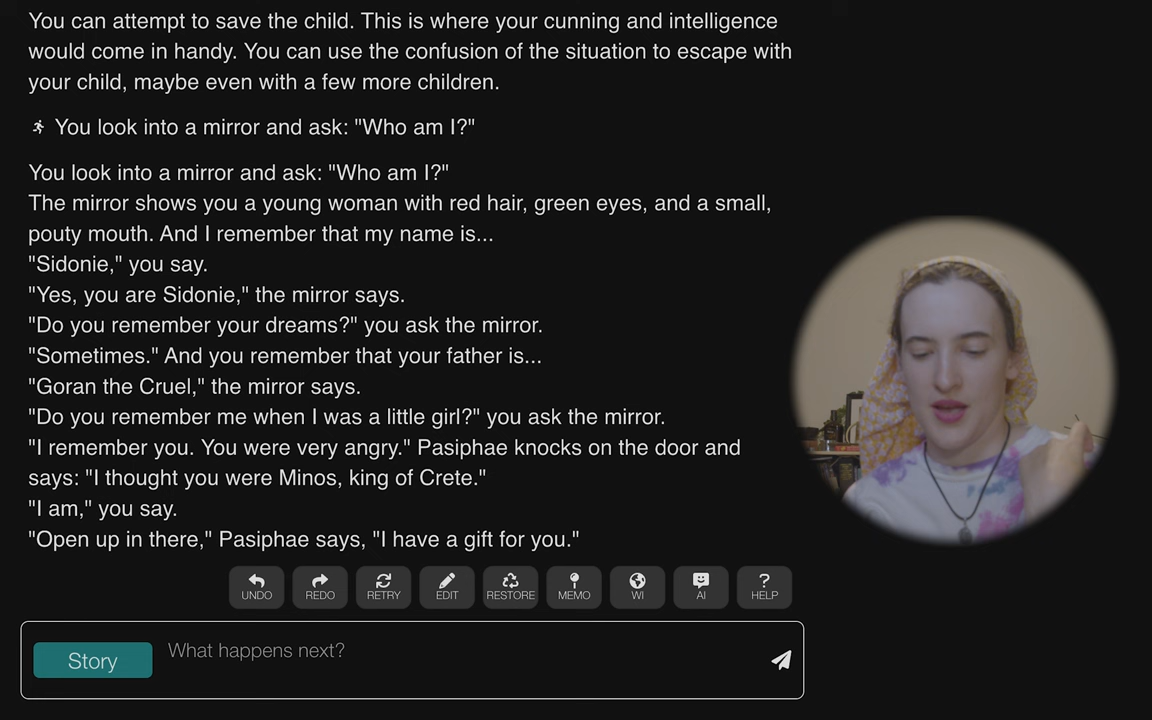 You can attempt to save the child. This is where your cunning and intelligence
would come in handy. You can use the confusion of the situation to escape with
your child, maybe even with a few more children.
You look into a mirror and ask: "Who am I?"
You look into a mirror and ask: "Who am I?"
The mirror shows you a young woman with red hair, green eyes, and a small,
pouty mouth. And I remember that my name is...
"Sidonie," you say.
"Yes, you are Sidonie," the mirror says.
"Do you remember your dreams?" you ask the mirror.
"Sometimes." And you remember that your father is...
"Goran the Cruel," the mirror says.
"Do you remember me when I was a little girl?" you ask the mirror.
"I remember you. You were very angry." Pasiphae knocks on the door and
says: "I thought you were Minos, king of Crete."
"I am," you say.
"Open up in there," Pasiphae says, "I have a gift for you."
UNDO REDO RETRY EDIT RESTORE MEMO WI AI HELP
Story What happens next?